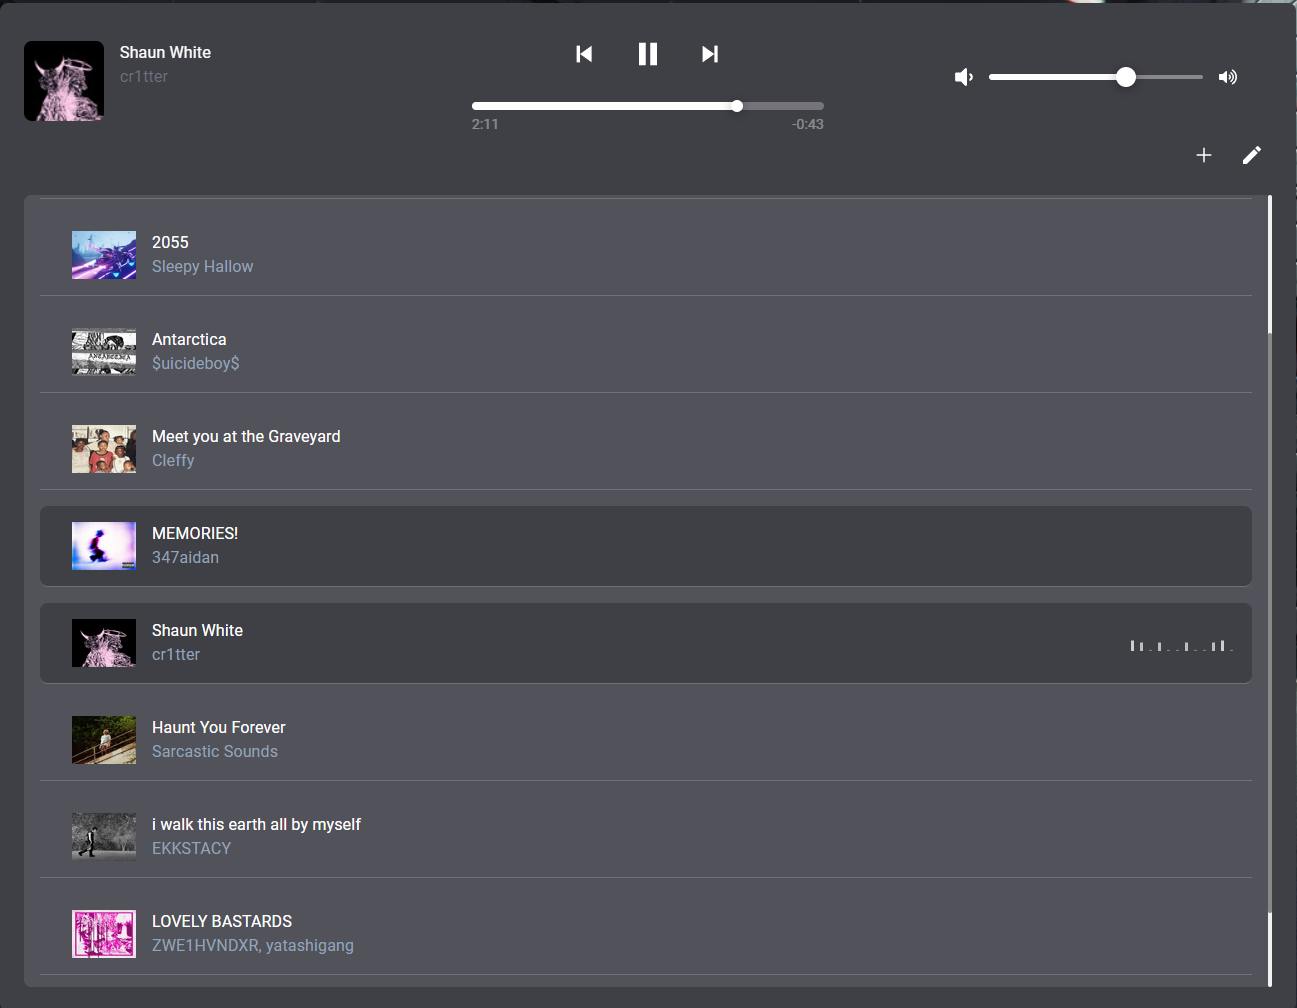 Shaun White
cr1tter
2:11
-0:43
2055
Sleepy Hallow
Antarctica
$uicideboy$
ANTARCTICA
Meet you at the Graveyard
Cleffy
MEMORIES!
347aidan
Shaun White
cr1tter
Haunt You Forever
Sarcastic Sounds
i walk this earth all by myself
EKKSTACY
LOVELY BASTARDS
ZWE1HVNDXR, yatashigang